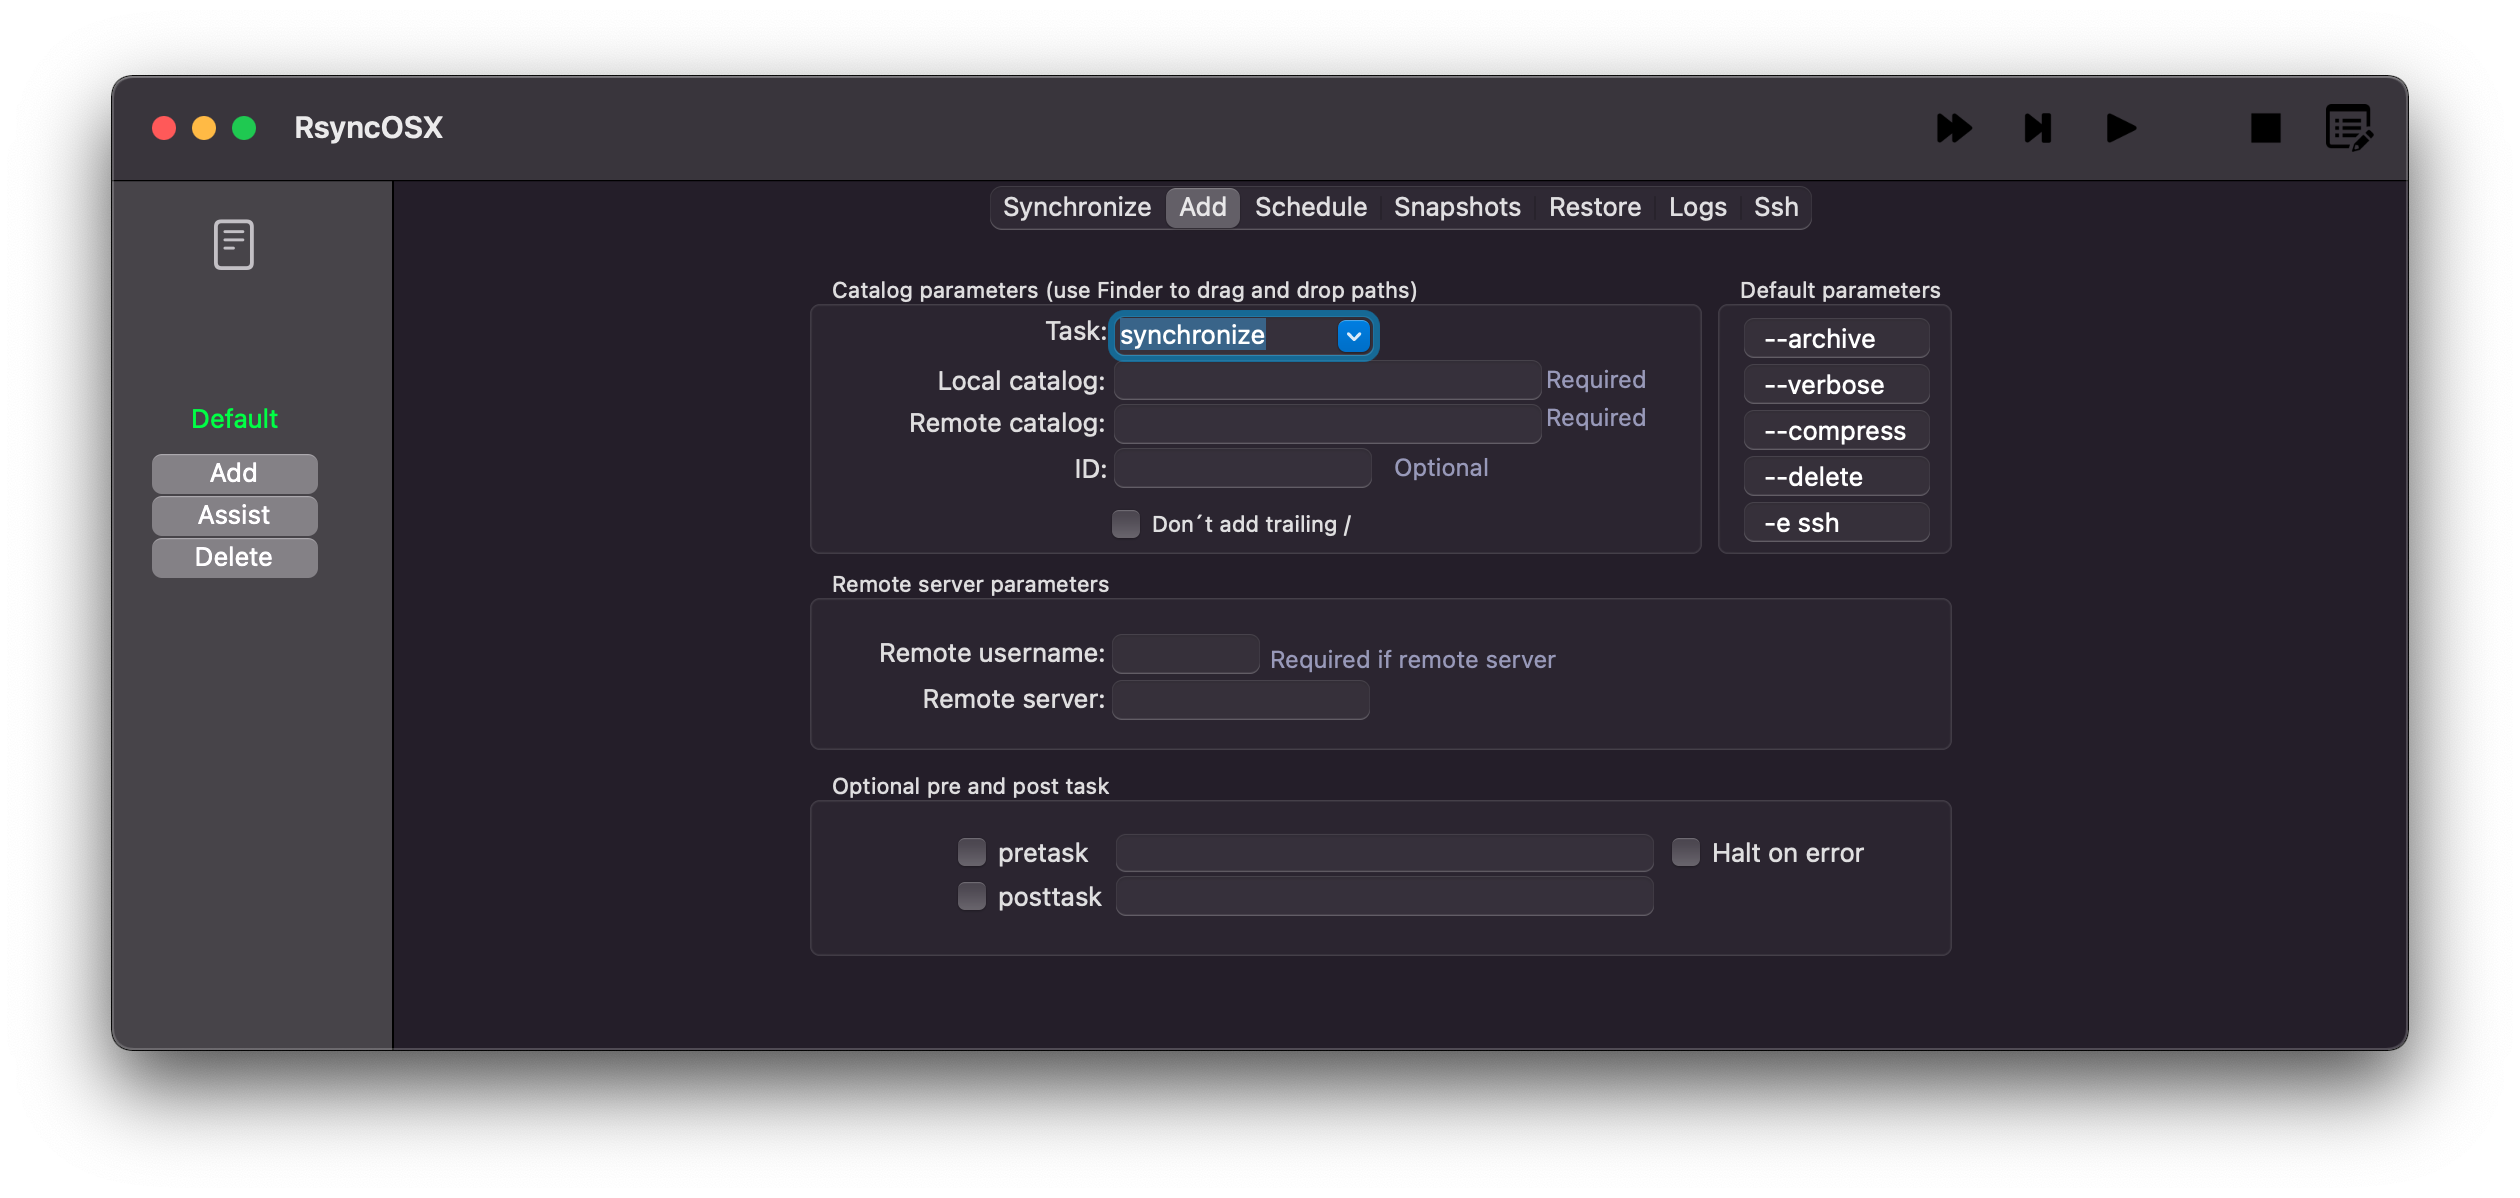 RsyncOSX
Synchronize Add Schedule Snapshots Restore Logs Ssh
Default
Add
Assist
Delete
Catalog parameters (use Finder to drag and drop paths)
Task: synchronize
Local catalog: Required
Remote catalog: Required
ID: Optional
Don´t add trailing /
Default parameters
--archive
--verbose
--compress
--delete
-e ssh
Remote server parameters
Remote username: Required if remote server
Remote server:
Optional pre and post task
pretask Halt on error
posttask